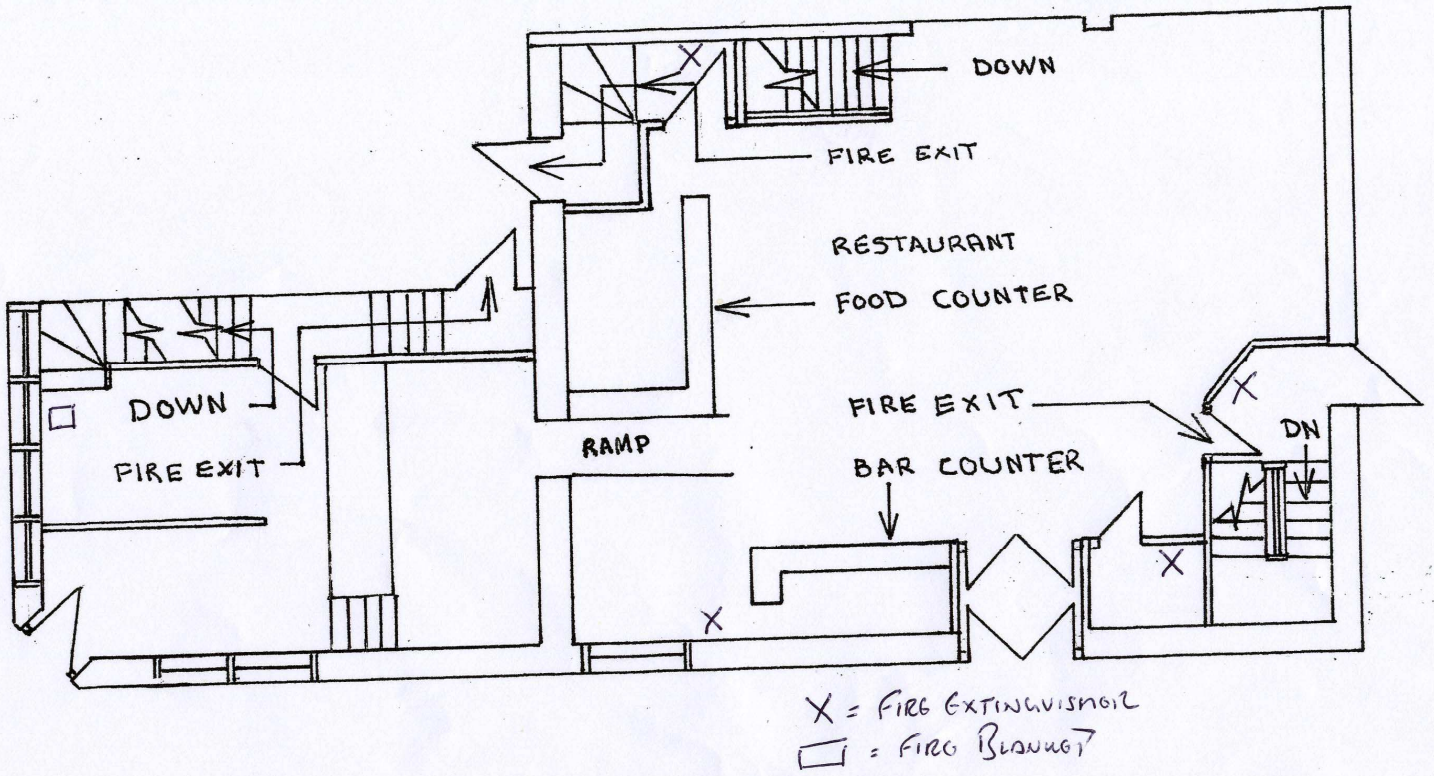 DOWN
FIRE EXIT
RESTAURANT
FOOD COUNTER
DOWN
FIRE EXIT
RAMP
FIRE EXIT
DN
BAR COUNTER
X
X
X
X
X = FIRE EXTINGUISHER
= FIRE BLANKET